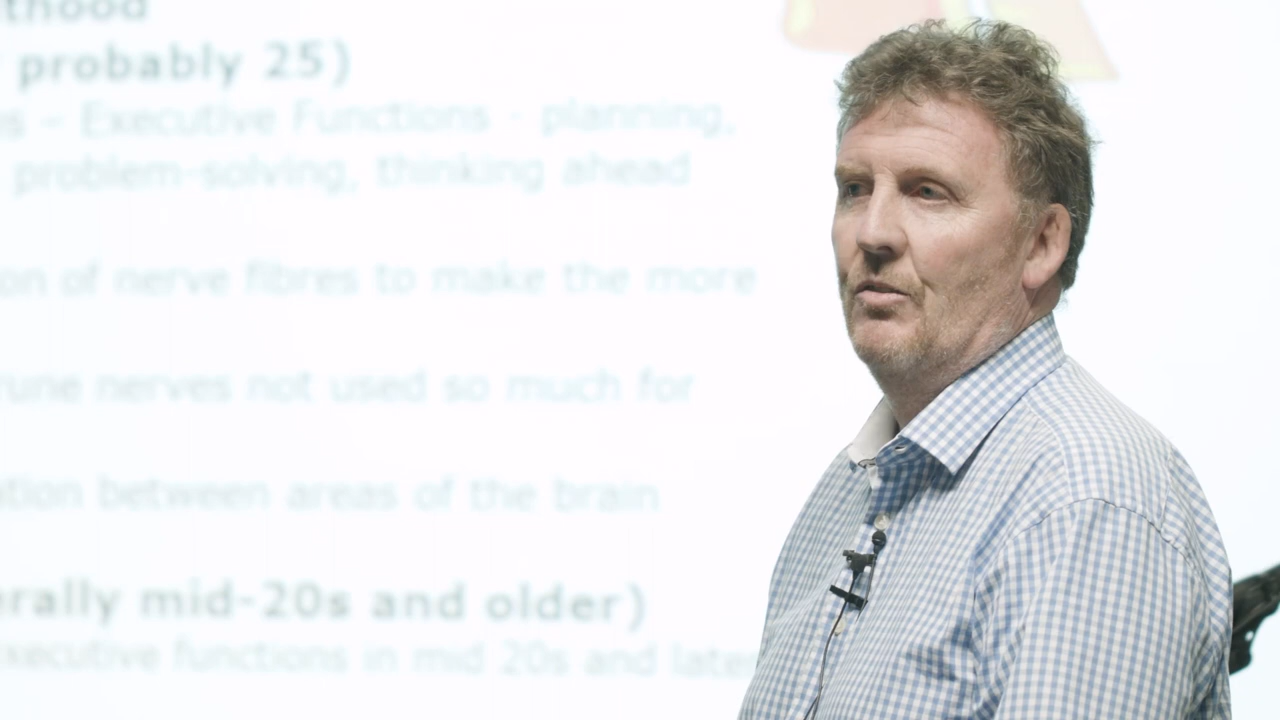 thood
probably 25)
es – Executive Functions - planning,
problem-solving, thinking ahead
on of nerve fibres to make the more
rune nerves not used so much for
ation between areas of the brain
erally mid-20s and older)
xecutive functions in mid 20s and later